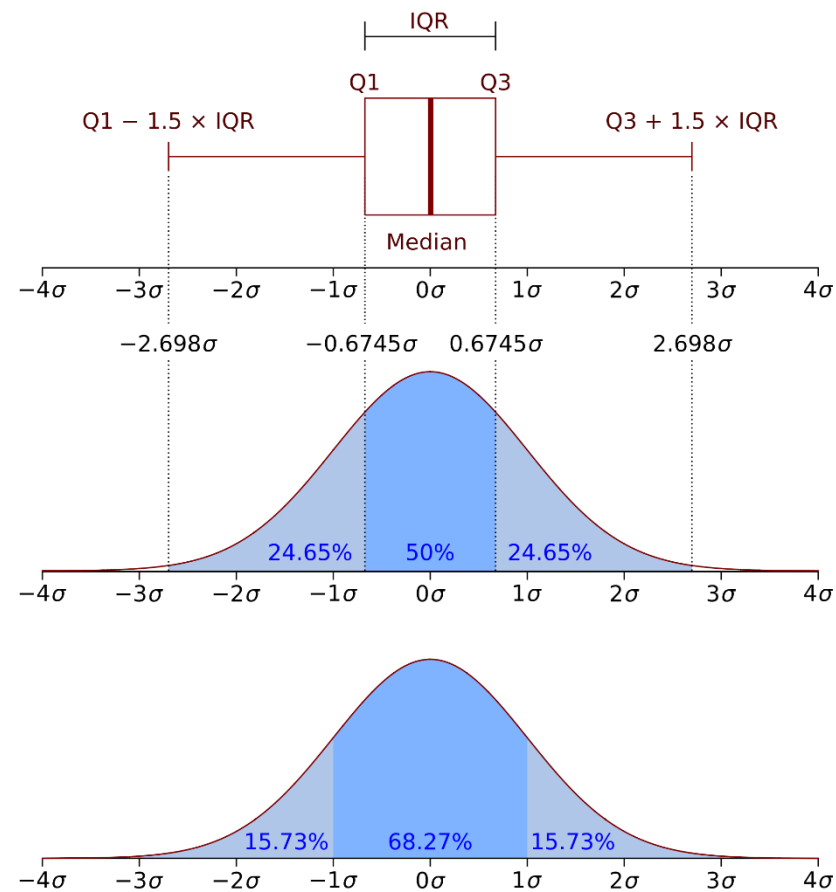 IQR
Q1 Q3
Q1 − 1.5 × IQR Q3 + 1.5 × IQR
Median
−4σ −3σ −2σ −1σ 0σ 1σ 2σ 3σ 4σ
−2.698σ −0.6745σ 0.6745σ 2.698σ
24.65% 50% 24.65%
−4σ −3σ −2σ −1σ 0σ 1σ 2σ 3σ 4σ
15.73% 68.27% 15.73%
−4σ −3σ −2σ −1σ 0σ 1σ 2σ 3σ 4σ